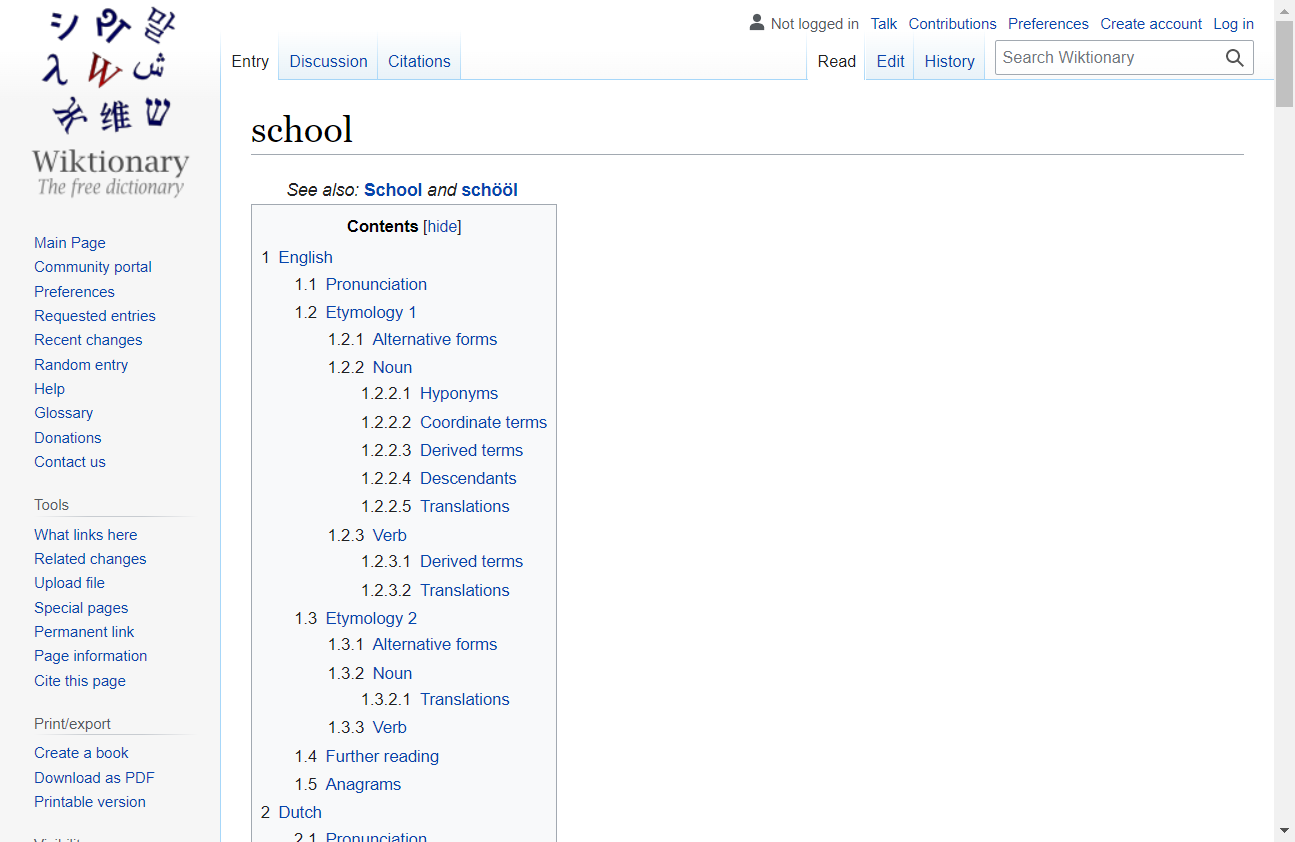 Not logged in Talk Contributions Preferences Create account Log in
Entry Discussion Citations Read Edit History Search Wiktionary
シ 말
λ W ش
维 ש
Wiktionary
The free dictionary
Main Page
Community portal
Preferences
Requested entries
Recent changes
Random entry
Help
Glossary
Donations
Contact us
Tools
What links here
Related changes
Upload file
Special pages
Permanent link
Page information
Cite this page
Print/export
Create a book
Download as PDF
Printable version
school
See also: School and schööl
Contents [hide]
1 English
1.1 Pronunciation
1.2 Etymology 1
1.2.1 Alternative forms
1.2.2 Noun
1.2.2.1 Hyponyms
1.2.2.2 Coordinate terms
1.2.2.3 Derived terms
1.2.2.4 Descendants
1.2.2.5 Translations
1.2.3 Verb
1.2.3.1 Derived terms
1.2.3.2 Translations
1.3 Etymology 2
1.3.1 Alternative forms
1.3.2 Noun
1.3.2.1 Translations
1.3.3 Verb
1.4 Further reading
1.5 Anagrams
2 Dutch
2.1 Pronunciation